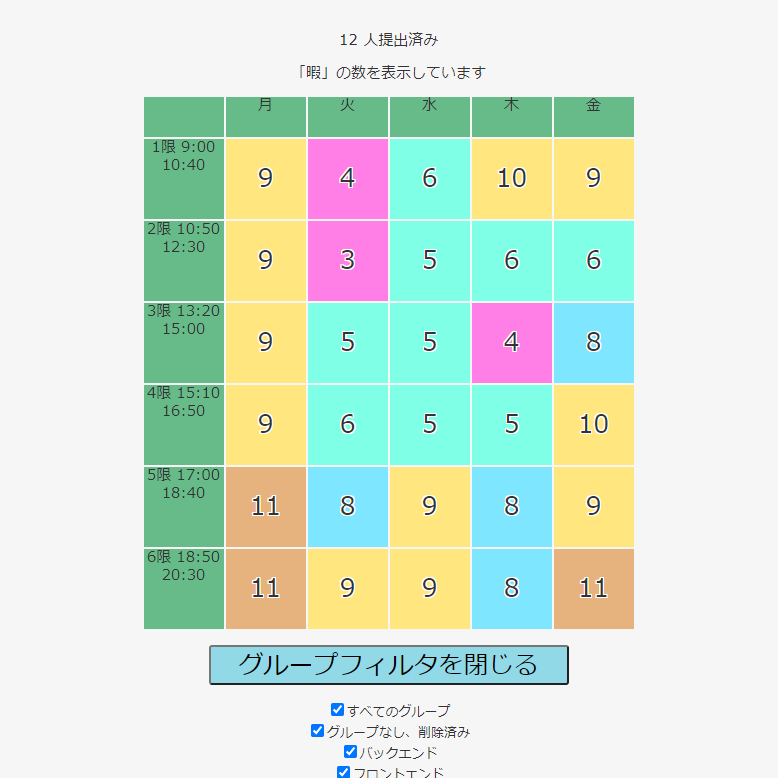 12 人提出済み
「暇」の数を表示しています
月 火 水 木 金
1限 9:00
10:40
9 4 6 10 9
2限 10:50
12:30
9 3 5 6 6
3限 13:20
15:00
9 5 5 4 8
4限 15:10
16:50
9 6 5 5 10
5限 17:00
18:40
11 8 9 8 9
6限 18:50
20:30
11 9 9 8 11
グループフィルタを閉じる
すべてのグループ
グループなし、削除済み
バックエンド
フロントエンド